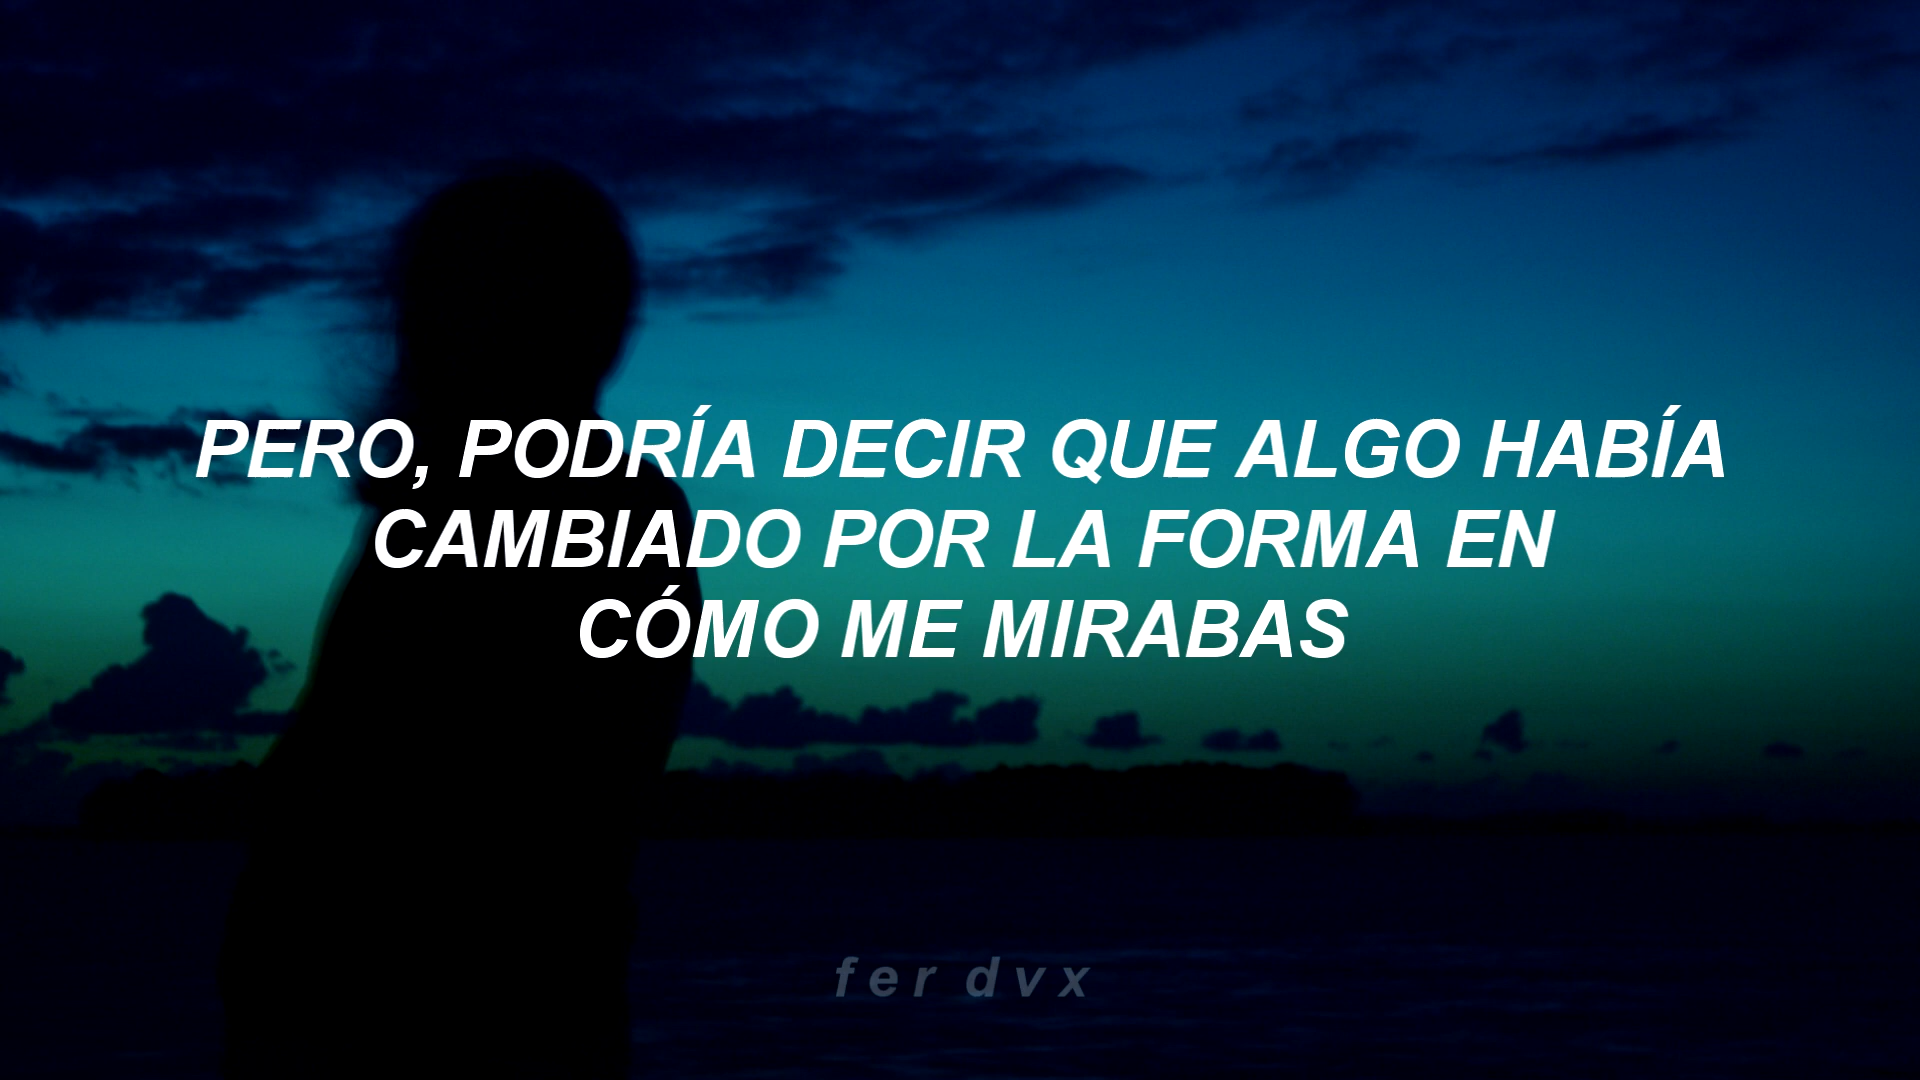 PERO, PODRÍA DECIR QUE ALGO HABÍA
CAMBIADO POR LA FORMA EN
CÓMO ME MIRABAS
fer dvx